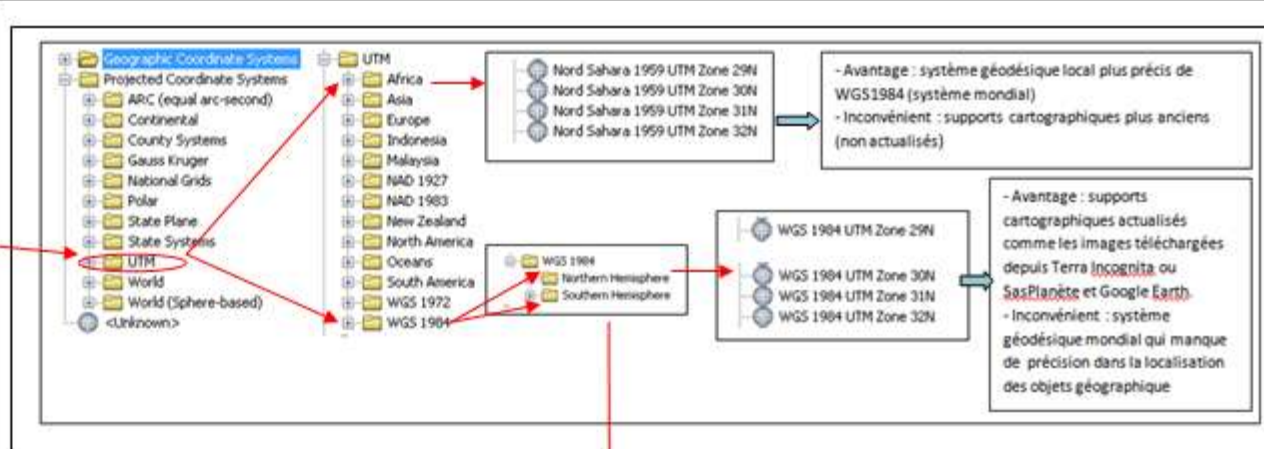 Geographic Coordinate Systems
Projected Coordinate Systems
ARC (equal arc-second)
Continental
County Systems
Gauss Kruger
National Grids
Polar
State Plane
State Systems
UTM
World
World (Sphere-based)
<Unknown>
UTM
Africa
Asia
Europe
Indonesia
Malaysia
NAD 1927
NAD 1983
New Zealand
North America
Oceans
South America
WGS 1972
WGS 1984
Nord Sahara 1959 UTM Zone 29N
Nord Sahara 1959 UTM Zone 30N
Nord Sahara 1959 UTM Zone 31N
Nord Sahara 1959 UTM Zone 32N
- Avantage : système géodésique local plus précis de
WGS1984 (système mondial)
- Inconvénient : supports cartographiques plus anciens
(non actualisés)
WGS 1984
Northern Hemisphere
Southern Hemisphere
WGS 1984 UTM Zone 29N
WGS 1984 UTM Zone 30N
WGS 1984 UTM Zone 31N
WGS 1984 UTM Zone 32N
- Avantage : supports
cartographiques actualisés
comme les images téléchargées
depuis Terra Incognita ou
SasPlanète et Google Earth.
- Inconvénient : système
géodésique mondial qui manque
de précision dans la localisation
des objets géographique